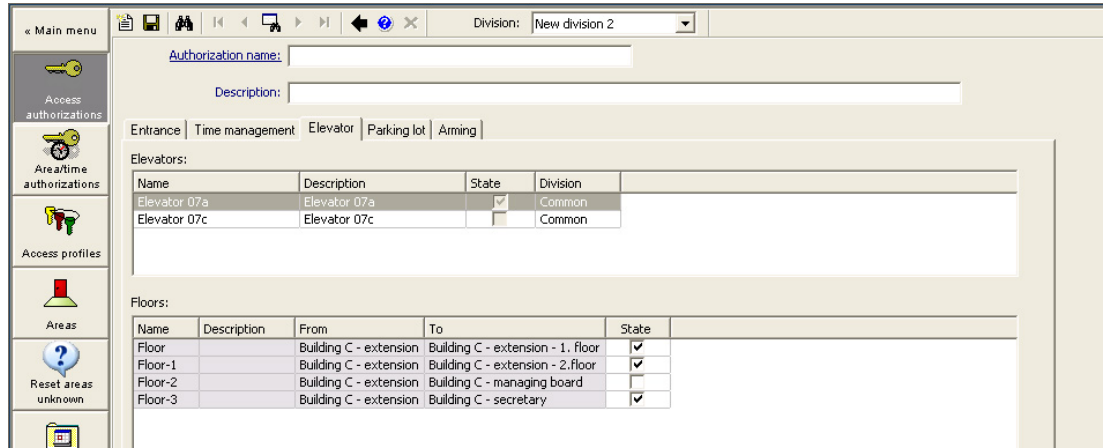 « Main menu
Division: New division 2
Authorization name:
Access
authorizations
Description:
Entrance Time management Elevator Parking lot Arming
Area/time
authorizations
Elevators:
Name Description State Division
Elevator 07a Elevator 07a Common
Elevator 07c Elevator 07c Common
Access profiles
Floors:
Areas
Name Description From To State
Floor Building C - extension Building C - extension - 1. floor
Floor-1 Building C - extension Building C - extension - 2.floor
Floor-2 Building C - extension Building C - managing board
Floor-3 Building C - extension Building C - secretary
Reset areas
unknown